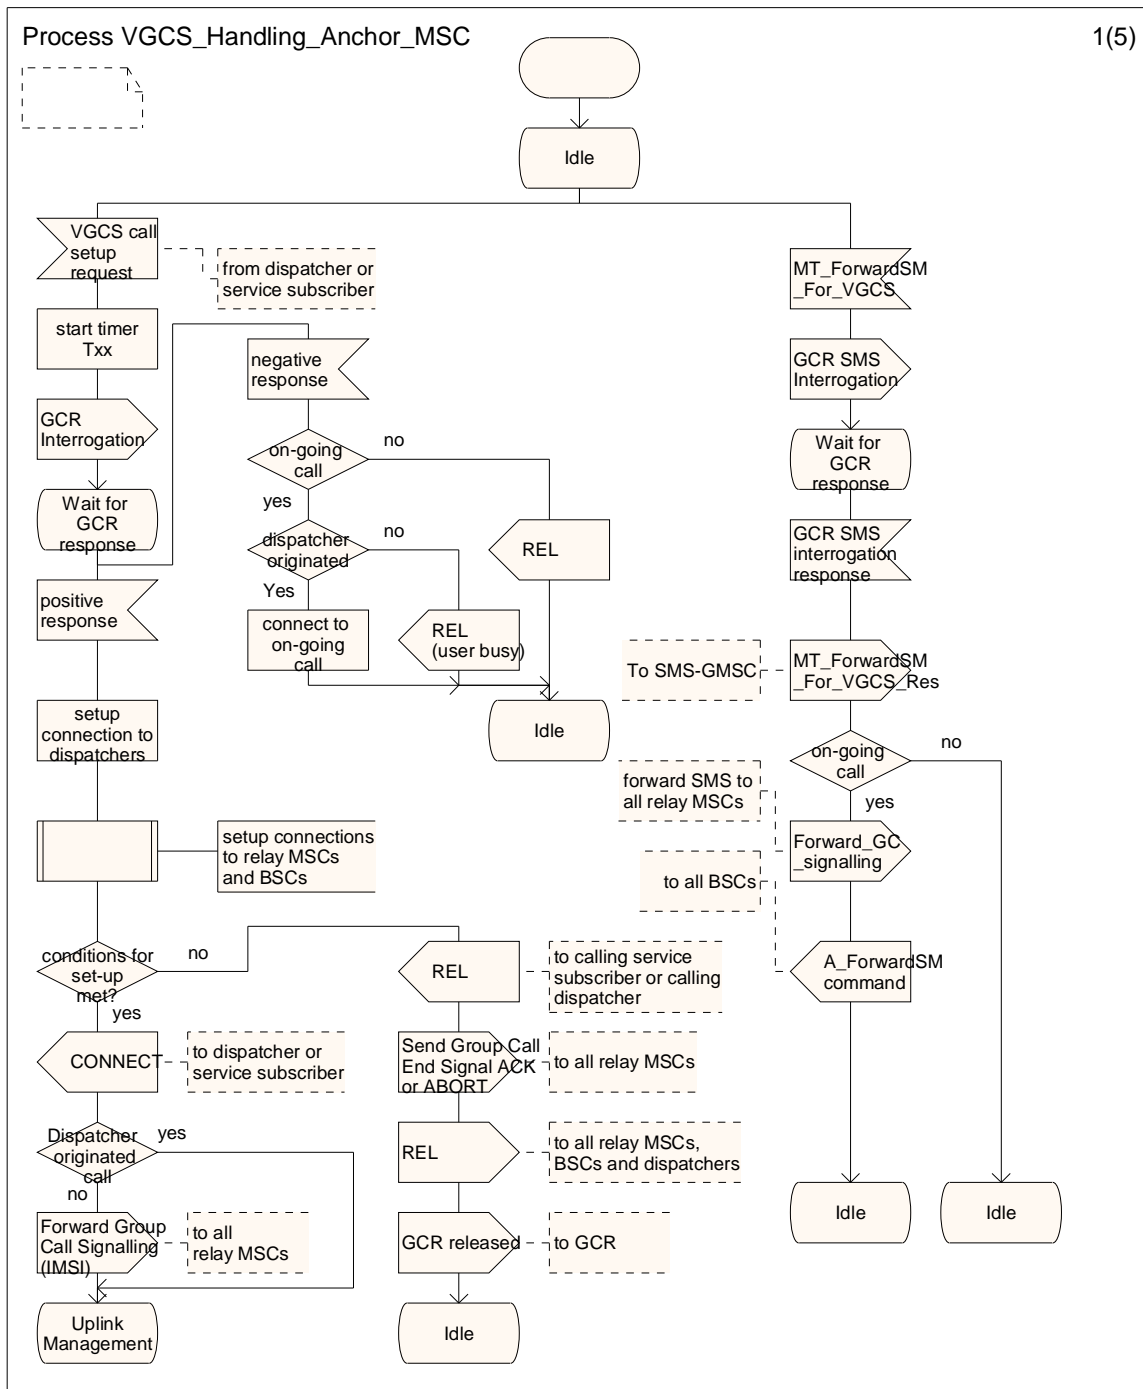 Process VGCS_Handling_Anchor_MSC
1(5)
Idle
VGCS call
setup
request
from dispatcher or
service subscriber
start timer
Txx
GCR
Interrogation
Wait for
GCR
response
positive
response
negative
response
on-going
call
no
yes
dispatcher
originated
no
Yes
connect to
on-going
call
REL
(user busy)
REL
Idle
setup
connection to
dispatchers
setup connections
to relay MSCs
and BSCs
conditions for
set-up
met?
no
yes
CONNECT
to dispatcher or
service subscriber
Dispatcher
originated
call
yes
no
Forward Group
Call Signalling
(IMSI)
to all
relay MSCs
Uplink
Management
REL
to calling service
subscriber or calling
dispatcher
Send Group Call
End Signal ACK
or ABORT
to all relay MSCs
REL
to all relay MSCs,
BSCs and dispatchers
GCR released
to GCR
Idle
MT_ForwardSM
_For_VGCS
GCR SMS
Interrogation
Wait for
GCR
response
GCR SMS
interrogation
response
To SMS-GMSC
MT_ForwardSM
_For_VGCS_Res
on-going
call
no
yes
forward SMS to
all relay MSCs
Forward_GC
_signalling
to all BSCs
A_ForwardSM
command
Idle
Idle